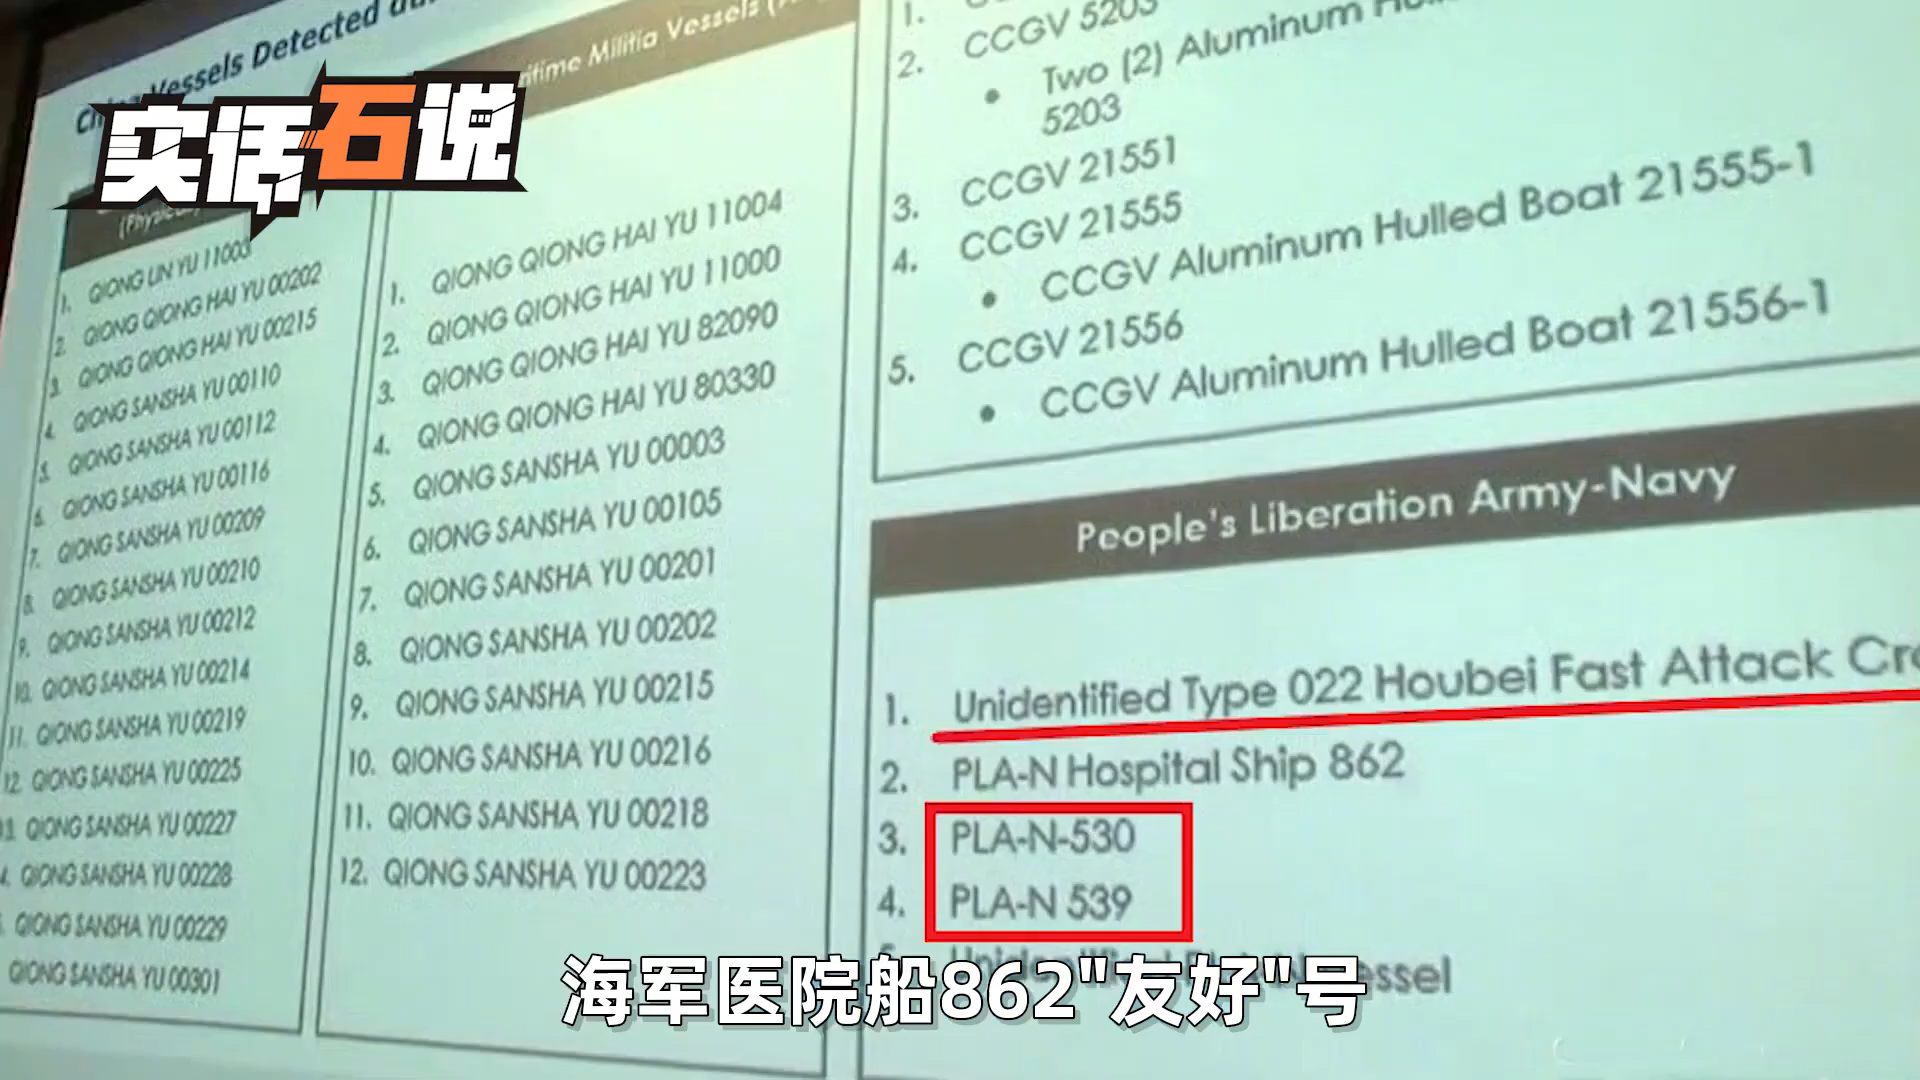 Vessels Detected
实话石说
QIONG LIN YU 11003
1.
QIONG QIONG HAI YU 00202
2.
QIONG QIONG HAI YU 00215
3.
QIONG SANSHA YU 00110
4.
QIONG SANSHA YU 00112
5.
QIONG SANSHA YU 00116
6.
QIONG SANSHA YU 00209
7.
QIONG SANSHA YU 00210
8.
QIONG SANSHA YU 00212
9.
QIONG SANSHA YU 00214
10.
QIONG SANSHA YU 00219
11.
12. QIONG SANSHA YU 00225
QIONG SANSHA YU 00227
QIONG SANSHA YU 00228
QIONG SANSHA YU 00229
QIONG SANSHA YU 00301
Militia Vessels
1. QIONG QIONG HAI YU 11004
2. QIONG QIONG HAI YU 11000
3. QIONG QIONG HAI YU 82090
4. QIONG QIONG HAI YU 80330
5. QIONG SANSHA YU 00003
6. QIONG SANSHA YU 00105
7. QIONG SANSHA YU 00201
8. QIONG SANSHA YU 00202
9. QIONG SANSHA YU 00215
10. QIONG SANSHA YU 00216
11. QIONG SANSHA YU 00218
12. QIONG SANSHA YU 00223
1.
2. CCGV 5203
• Two (2) Aluminum
5203
3. CCGV 21551
4. CCGV 21555
• CCGV Aluminum Hulled Boat 21555-1
5. CCGV 21556
• CCGV Aluminum Hulled Boat 21556-1
People's Liberation Army-Navy
1. Unidentified Type 022 Houbei Fast Attack
2. PLA-N Hospital Ship 862
3. PLA-N-530
4. PLA-N 539
海军医院船862"友好"号